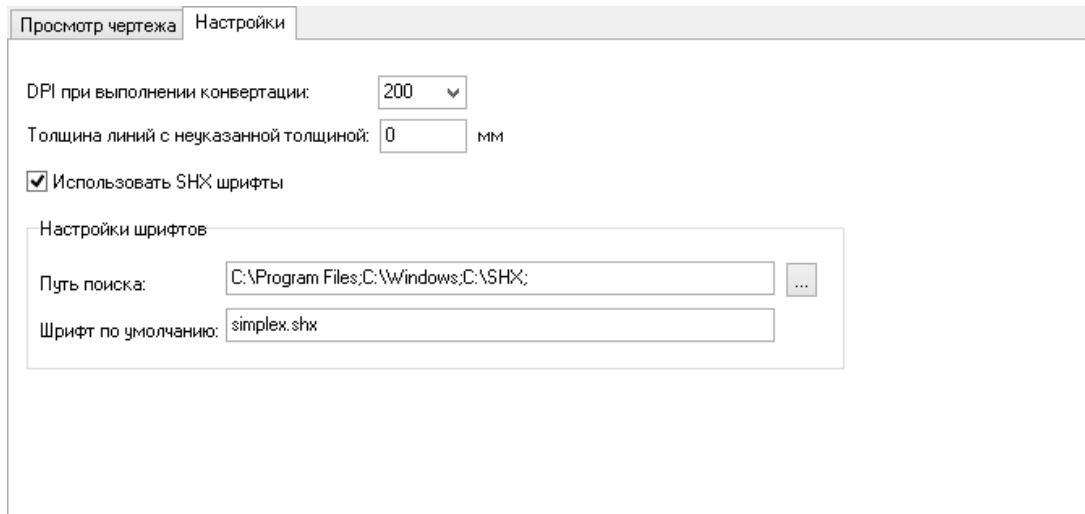 Просмотр чертежа Настройки
DPI при выполнении конвертации: 200
Толщина линий с неуказанной толщиной: 0 мм
Использовать SHX шрифты
Настройки шрифтов
Путь поиска: C:\Program Files;C:\Windows;C:\SHX; ...
Шрифт по умолчанию: simplex.shx